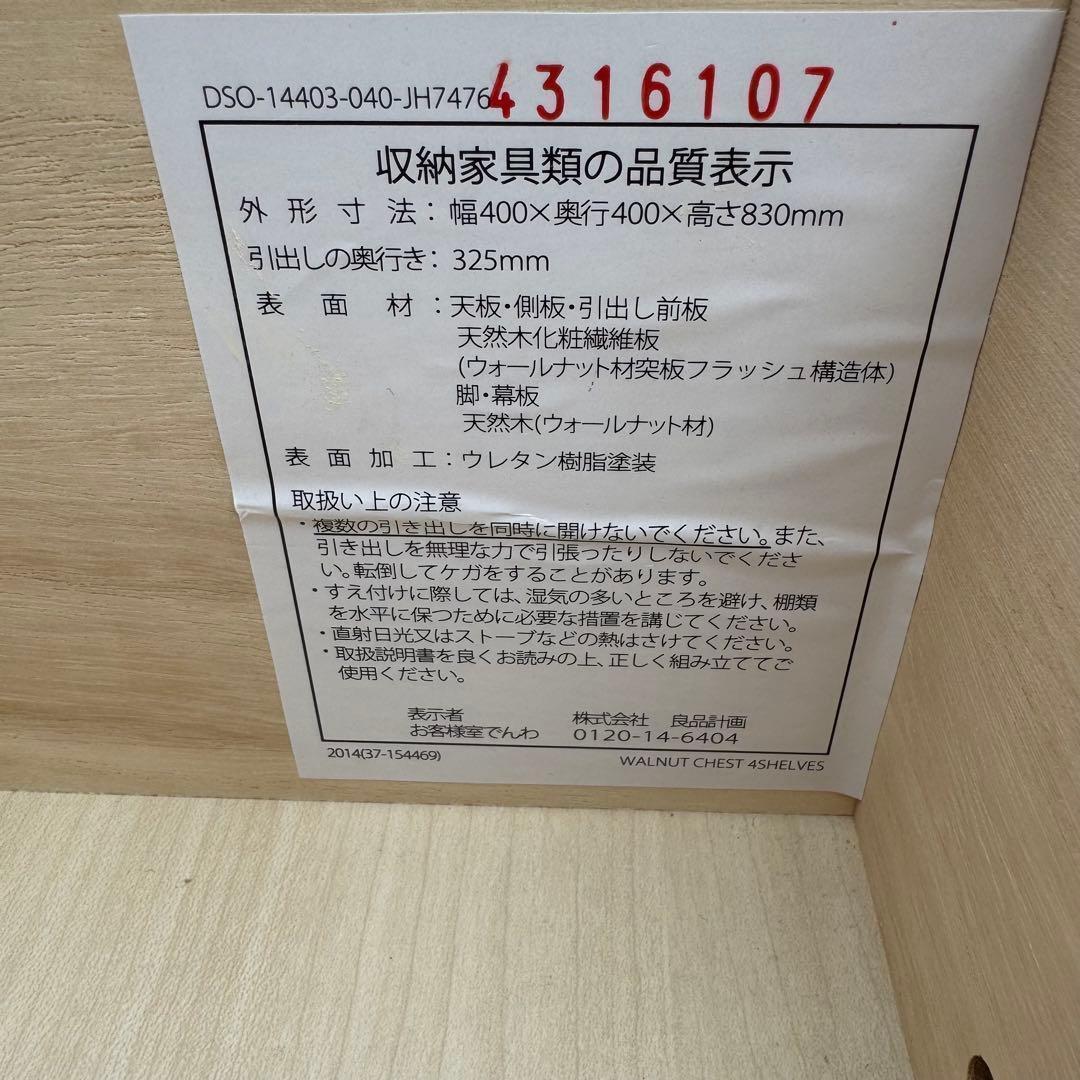 DSO-14403-040-JH7476 4316107
収納家具類の品質表示
外形寸法：幅400×奥行400×高さ830mm
引出しの奥行き：325mm
表面材：天板・側板・引出し前板
天然木化粧繊維板
(ウォールナット材突板フラッシュ構造体)
脚・幕板
天然木(ウォールナット材)
表面加工：ウレタン樹脂塗装
取扱い上の注意
・複数の引き出しを同時に開けないでください。また、
引き出しを無理な力で引張ったりしないでくださ
い。転倒してケガをすることがあります。
・すえ付けに際しては、湿気の多いところを避け、棚類
を水平に保つために必要な措置を講じてください。
・直射日光又はストーブなどの熱はさけてください。
・取扱説明書を良くお読みの上、正しく組み立ててご
使用ください。
表示者 株式会社 良品計画
お客様室でんわ 0120-14-6404
2014(37-154469) WALNUT CHEST 4SHELVES